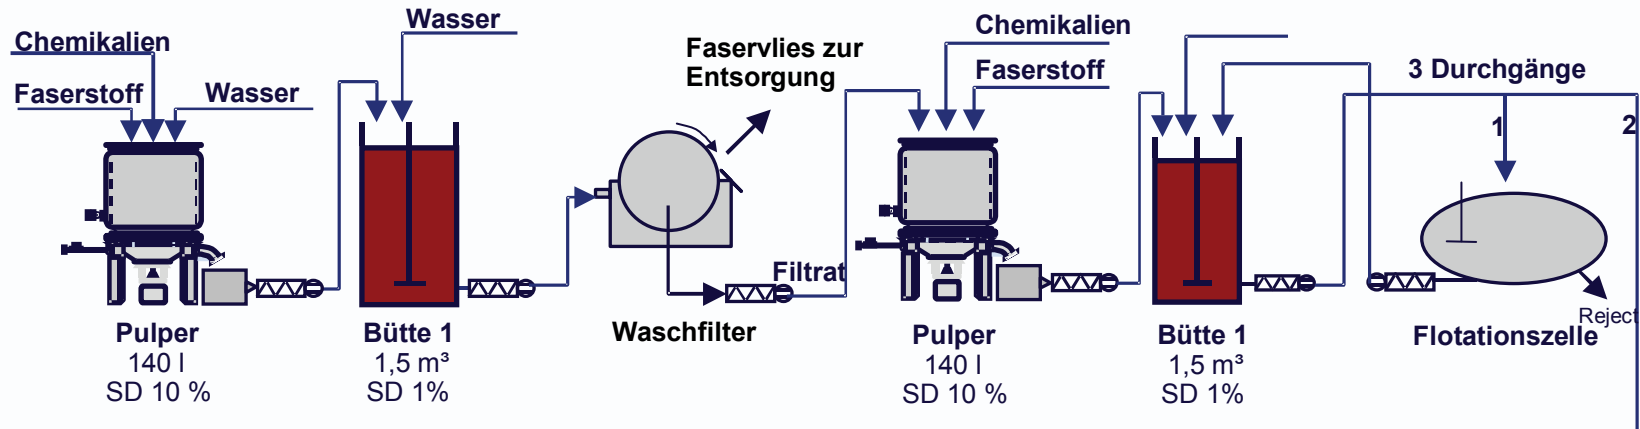 Wasser
Chemikalien
Faserstoff
Wasser
Faservlies zur
Entsorgung
Chemikalien
Faserstoff
3 Durchgänge
1
2
Filtrat
Reject
Pulper
140 l
SD 10 %
Bütte 1
1,5 m³
SD 1%
Waschfilter
Pulper
140 l
SD 10 %
Bütte 1
1,5 m³
SD 1%
Flotationszelle